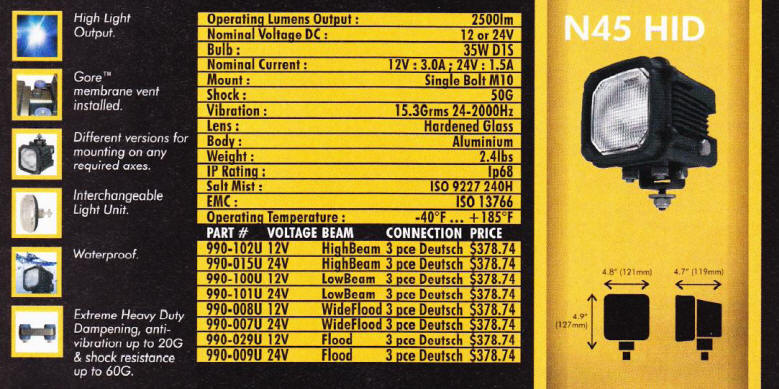 High Light
Output.
Gore™
membrane vent
installed.
Different versions for
mounting on any
required axes.
Interchangeable
Light Unit.
Waterproof.
Extreme Heavy Duty
Dampening, anti-
vibration up to 20G
& shock resistance
up to 60G.
Operating Lumens Output : 2500lm
Nominal Voltage DC : 12 or 24V
Bulb : 35W D1S
Nominal Current : 12V : 3.0A ; 24V : 1.5A
Mount : Single Bolt M10
Shock : 50G
Vibration : 15.3Grms 24-2000Hz
Lens : Hardened Glass
Body : Aluminium
Weight : 2.4lbs
IP Rating : Ip68
Salt Mist : ISO 9227 240H
EMC : ISO 13766
Operating Temperature : -40°F ... +185°F
PART # VOLTAGE BEAM CONNECTION PRICE
990-102U 12V HighBeam 3 pce Deutsch $378.74
990-015U 24V HighBeam 3 pce Deutsch $378.74
990-100U 12V LowBeam 3 pce Deutsch $378.74
990-101U 24V LowBeam 3 pce Deutsch $378.74
990-008U 12V WideFlood 3 pce Deutsch $378.74
990-007U 24V WideFlood 3 pce Deutsch $378.74
990-029U 12V Flood 3 pce Deutsch $378.74
990-009U 24V Flood 3 pce Deutsch $378.74
N45 HID
4.8" (121mm) 4.7" (119mm)
4.9"
(127mm)